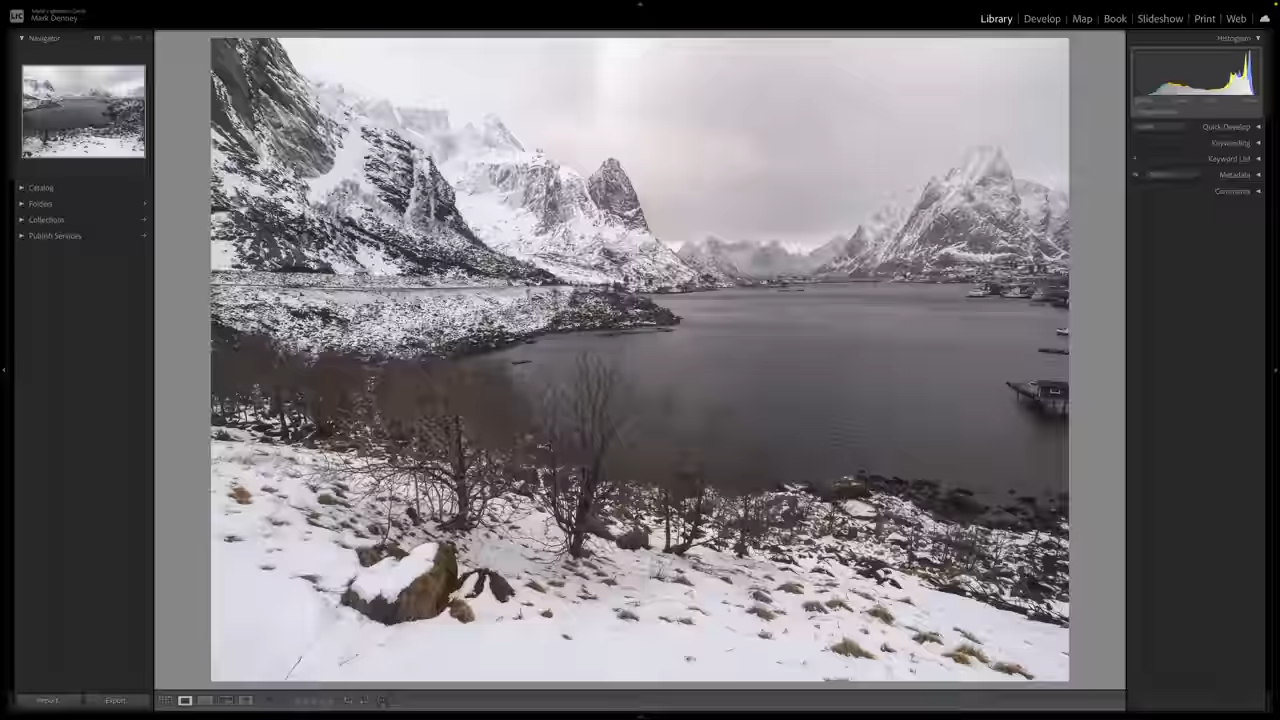 LrC
Mark Denney
Library | Develop | Map | Book | Slideshow | Print | Web
Navigator
Histogram
Quick Develop
Keywording
Keyword List
Metadata
Comments
Catalog
Folders
Collections
Publish Services
Import
Export